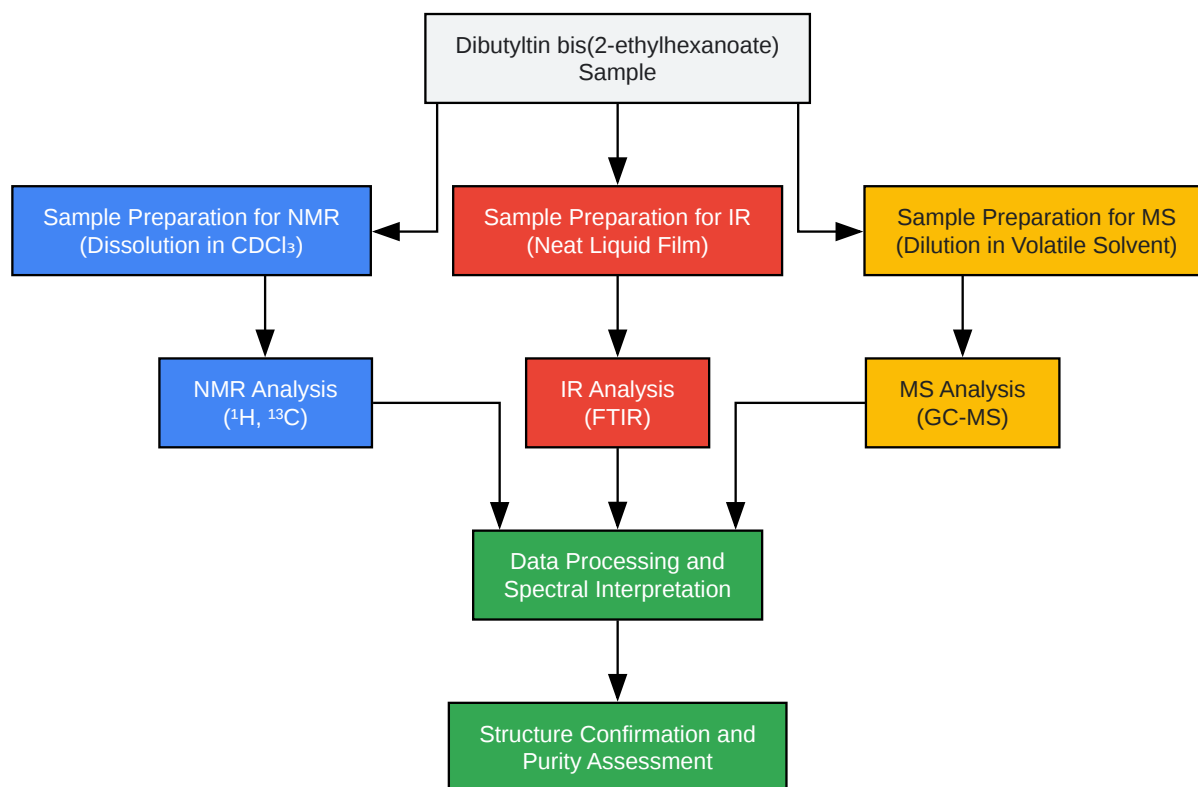 Dibutyltin bis(2-ethylhexanoate)
Sample
Sample Preparation for NMR
(Dissolution in CDCl₃)
Sample Preparation for IR
(Neat Liquid Film)
Sample Preparation for MS
(Dilution in Volatile Solvent)
NMR Analysis
(¹H, ¹³C)
IR Analysis
(FTIR)
MS Analysis
(GC-MS)
Data Processing and
Spectral Interpretation
Structure Confirmation and
Purity Assessment